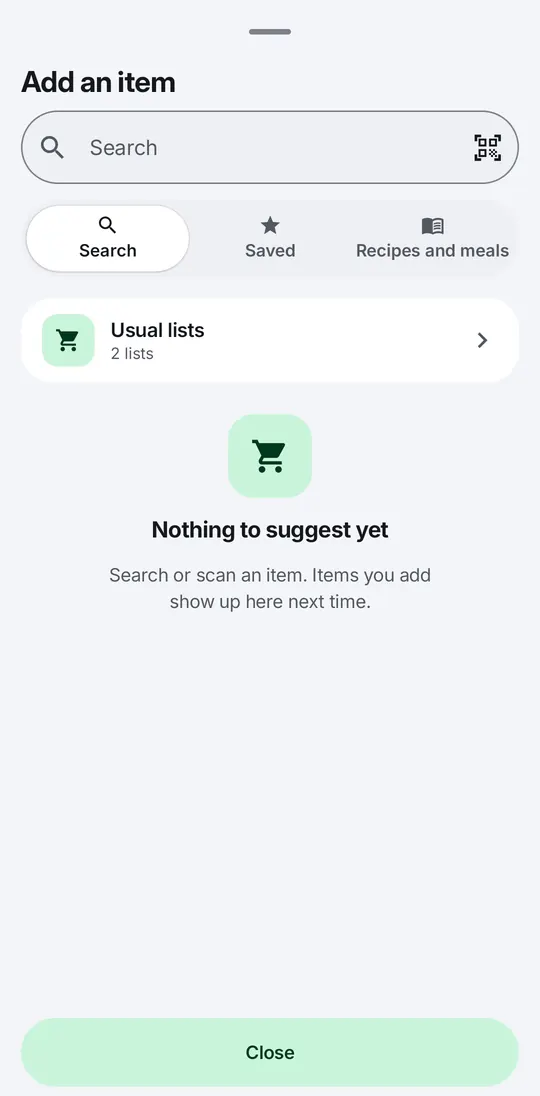 Add an item
Search
Search
Saved
Recipes and meals
Usual lists
2 lists
Nothing to suggest yet
Search or scan an item. Items you add
show up here next time.
Close